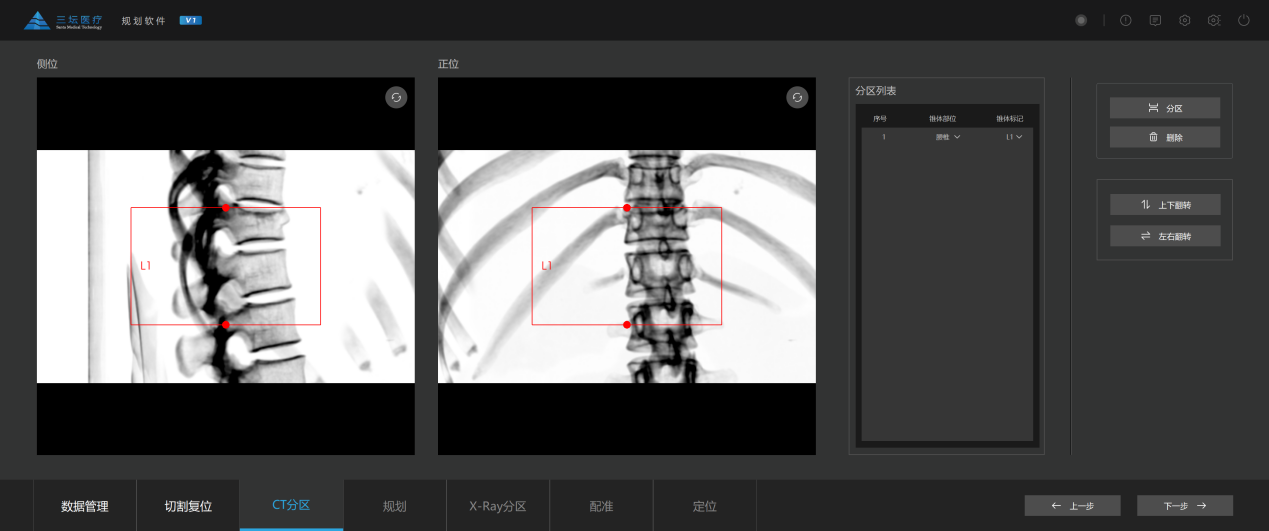 三坛医疗
Santan Medical Technology
规划软件
V1
侧位
正位
L1
L1
分区列表
序号 锥体部位 锥体标记
1 腰椎 L1
分区
删除
上下翻转
左右翻转
数据管理
切割复位
CT分区
规划
X-Ray分区
配准
定位
上一步
下一步